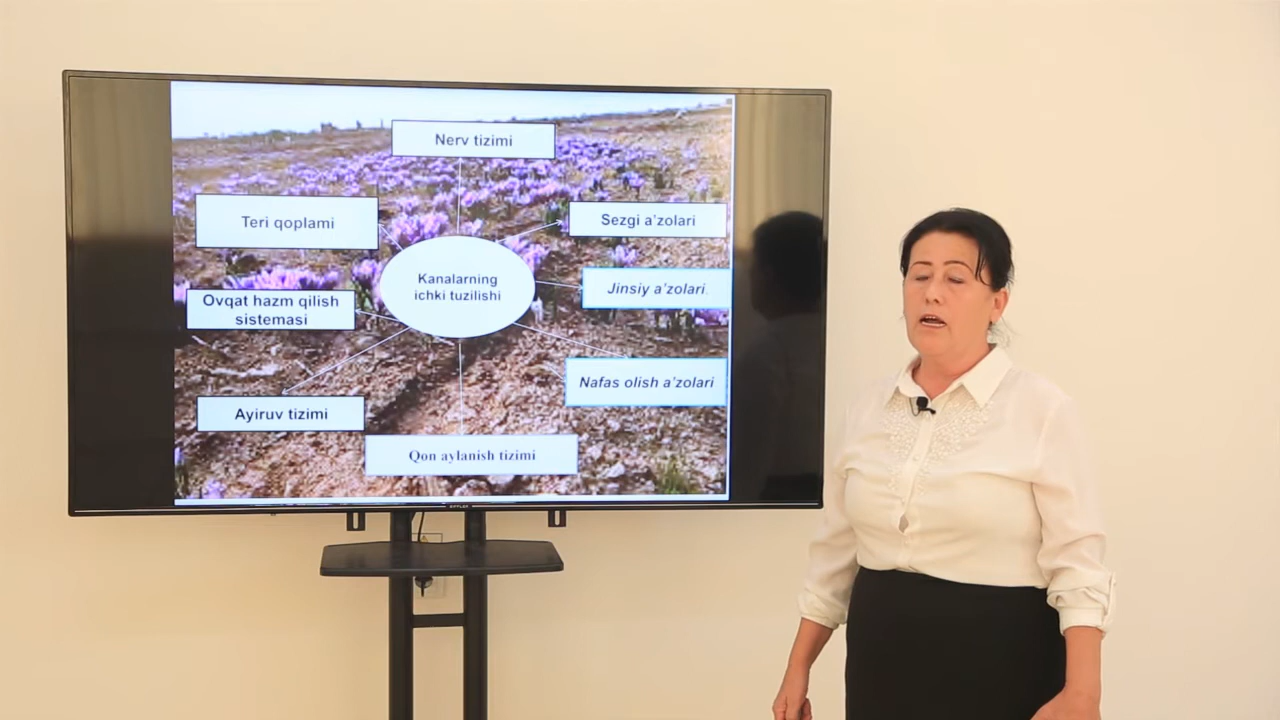 Nerv tizimi
Teri qoplami
Sezgi a'zolari
Kanalarning
ichki tuzilishi
Jinsiy a'zolari.
Ovqat hazm qilish
sistemasi
Nafas olish a'zolari
Ayiruv tizimi
Qon aylanish tizimi